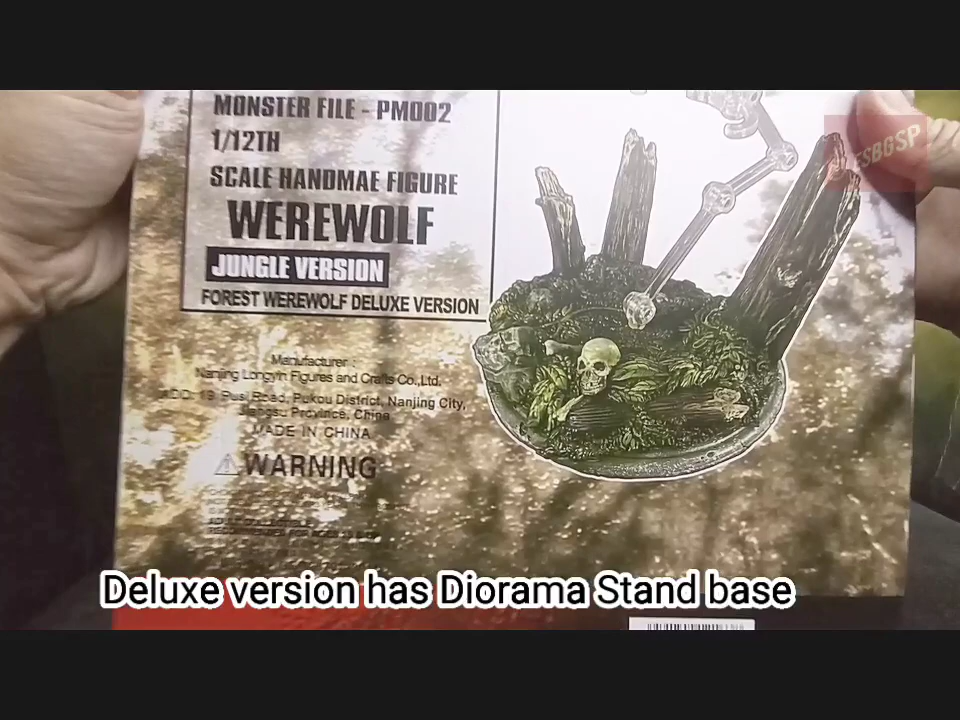 MONSTER FILE - PM002
1/12TH
SCALE HANDMAE FIGURE
WEREWOLF
JUNGLE VERSION
FOREST WEREWOLF DELUXE VERSION
Manufacturer :
Nanjing Longyin Figures and Crafts Co.,Ltd.
ADD: 19 Pusi Road, Pukou District, Nanjing City,
Jiangsu Province, China
MADE IN CHINA
WARNING
ESBGSP
Deluxe version has Diorama Stand base